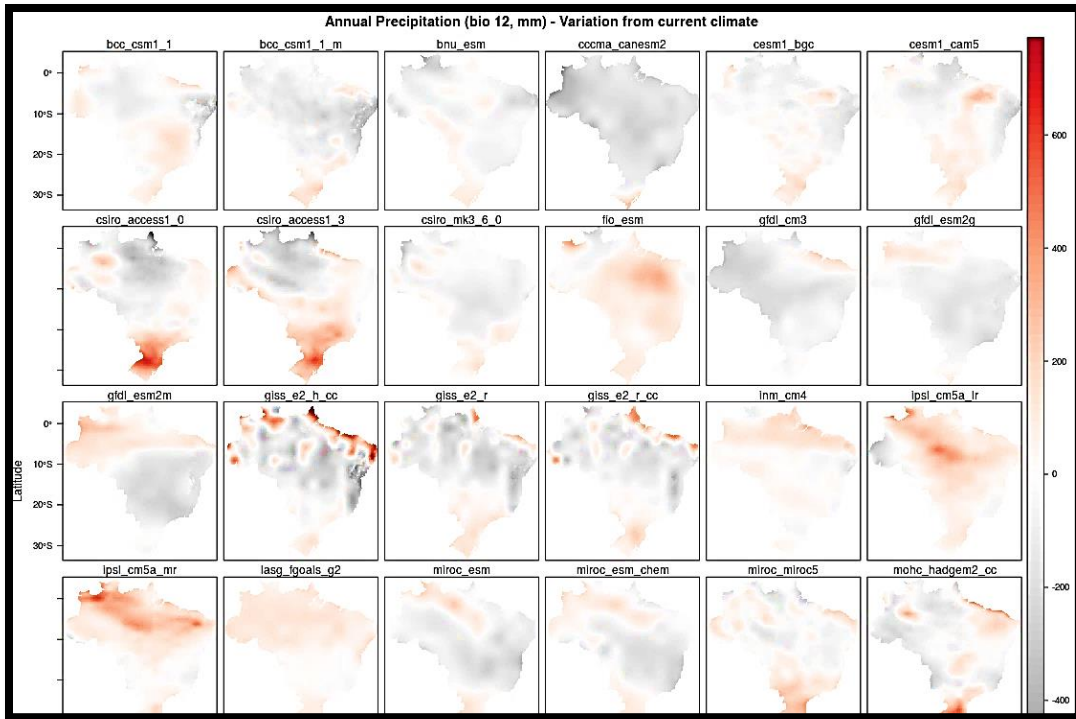 Annual Precipitation (bio 12, mm) - Variation from current climate
bcc_csm1_1 bcc_csm1_1_m bnu_esm cccma_canesm2 cesm1_bgc cesm1_cam5
0°
10°S
20°S
30°S
600
csiro_access1_0 csiro_access1_3 csiro_mk3_6_0 fio_esm gfdl_cm3 gfdl_esm2g
400
200
gfdl_esm2m giss_e2_h_cc giss_e2_r giss_e2_r_cc inm_cm4 ipsl_cm5a_lr
0°
10°S
20°S
30°S
Latitude
0
ipsl_cm5a_mr lasg_fgoals_g2 miroc_esm miroc_esm_chem miroc_miroc5 mohc_hadgem2_cc
-200
-400